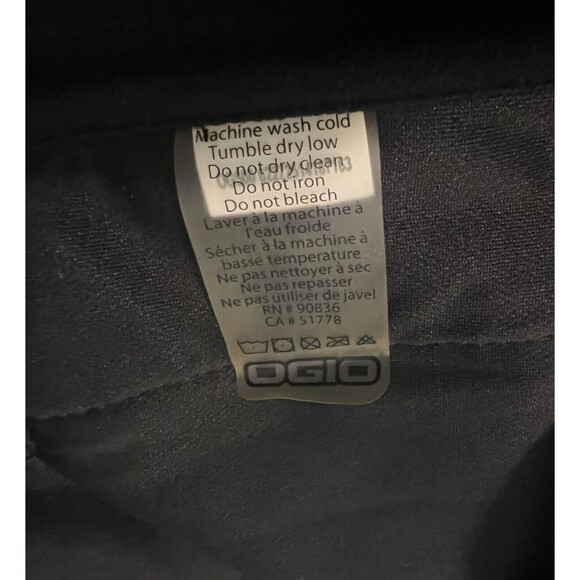 Machine wash cold
Tumble dry low
Do not dry clean
Do not iron
Do not bleach
Laver à la machine à
l'eau froide
Sécher à la machine à
basse temperature
Ne pas nettoyer à sec
Ne pas repasser
Ne pas utiliser de javel
RN # 90836
CA # 51778
OGIO